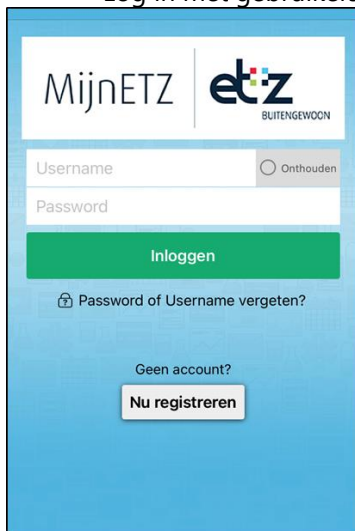 MijnETZ
etz
BUITENGEWOON
Username
Onthouden
Password
Inloggen
Password of Username vergeten?
Geen account?
Nu registreren